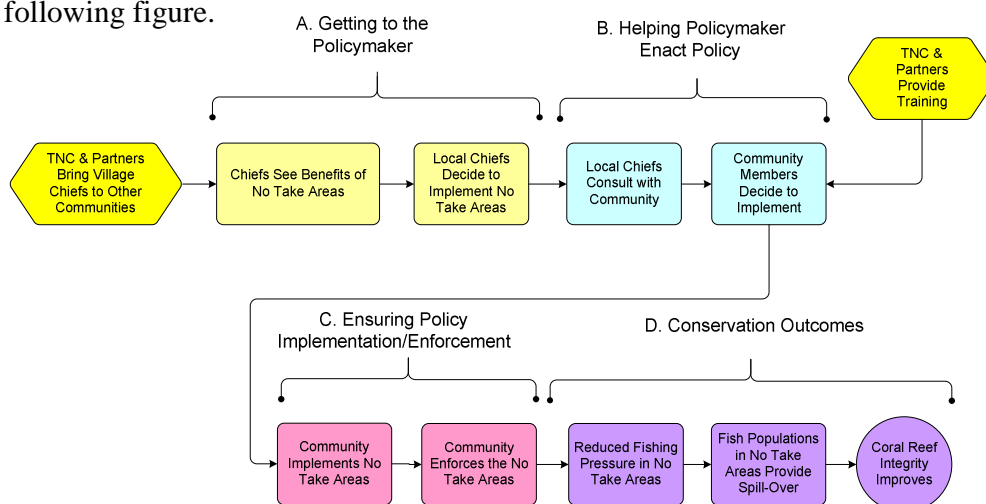 following figure.
A. Getting to the
Policymaker
B. Helping Policymaker
Enact Policy
TNC &
Partners
Provide
Training
TNC & Partners
Bring Village
Chiefs to Other
Communities
Chiefs See Benefits of
No Take Areas
Local Chiefs
Decide to
Implement No
Take Areas
Local Chiefs
Consult with
Community
Community
Members
Decide to
Implement
C. Ensuring Policy
Implementation/Enforcement
D. Conservation Outcomes
Community
Implements No
Take Areas
Community
Enforces the No
Take Areas
Reduced Fishing
Pressure in No
Take Areas
Fish Populations
in No Take
Areas Provide
Spill-Over
Coral Reef
Integrity
Improves